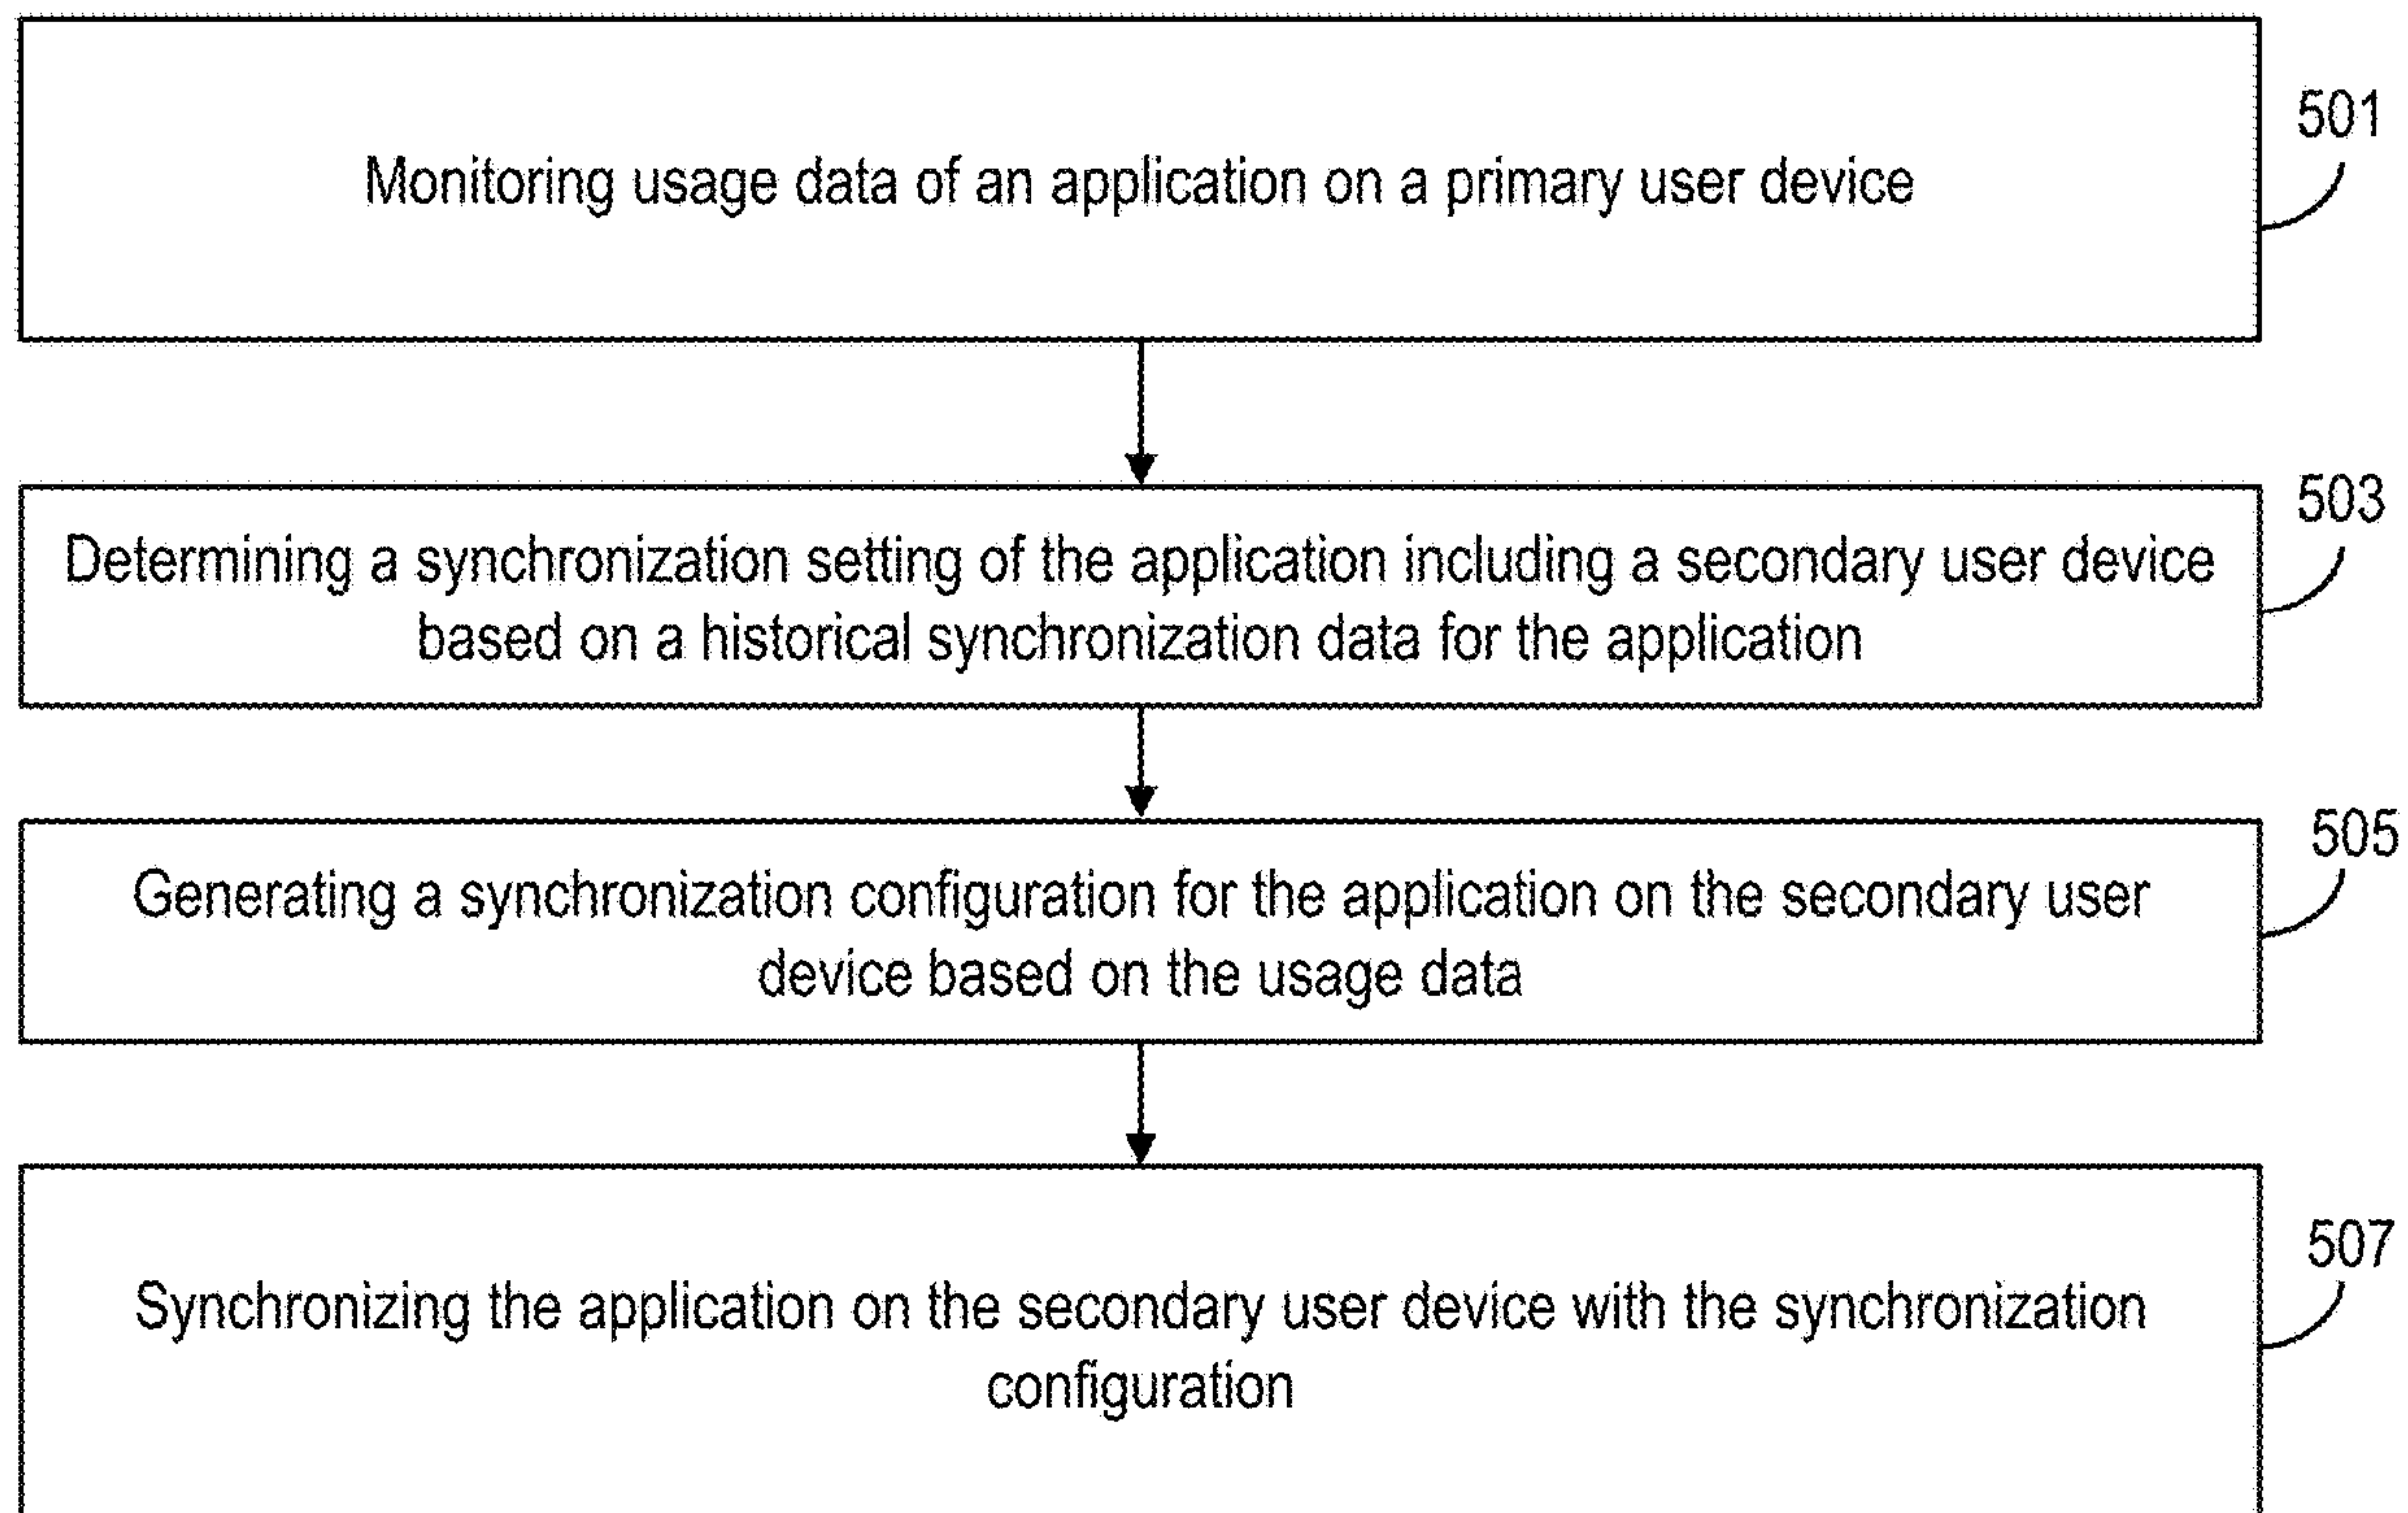 501
Monitoring usage data of an application on a primary user device
503
Determining a synchronization setting of the application including a secondary user device
based on a historical synchronization data for the application
505
Generating a synchronization configuration for the application on the secondary user
device based on the usage data
507
Synchronizing the application on the secondary user device with the synchronization
configuration